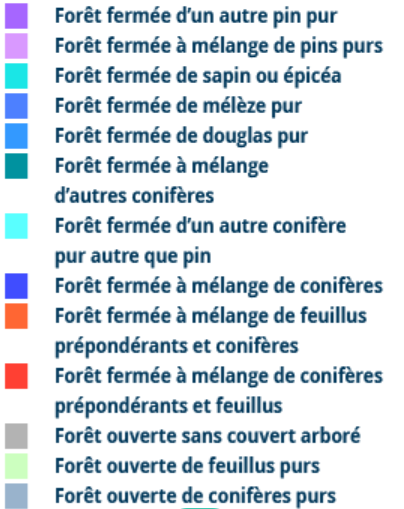 Forêt fermée d'un autre pin pur
Forêt fermée à mélange de pins purs
Forêt fermée de sapin ou épicéa
Forêt fermée de mélèze pur
Forêt fermée de douglas pur
Forêt fermée à mélange
d'autres conifères
Forêt fermée d'un autre conifère
pur autre que pin
Forêt fermée à mélange de conifères
Forêt fermée à mélange de feuillus
prépondérants et conifères
Forêt fermée à mélange de conifères
prépondérants et feuillus
Forêt ouverte sans couvert arboré
Forêt ouverte de feuillus purs
Forêt ouverte de conifères purs